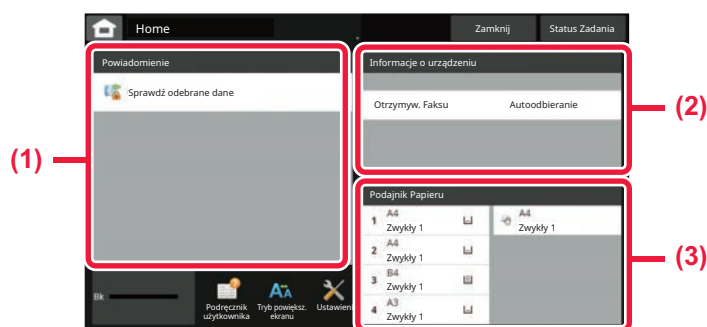 Home
Zamknij
Status Zadania
Powiadomienie
Sprawdź odebrane dane
Informacje o urządzeniu
Otrzymyw. Faksu
Autoodbieranie
(1)
(2)
Podajnik Papieru
1
A4
Zwykły 1
A4
Zwykły 1
2
A4
Zwykły 1
3
B4
Zwykły 1
4
A3
Zwykły 1
(3)
Bk
Podręcznik
użytkownika
Tryb powiększ.
ekranu
Ustawieni